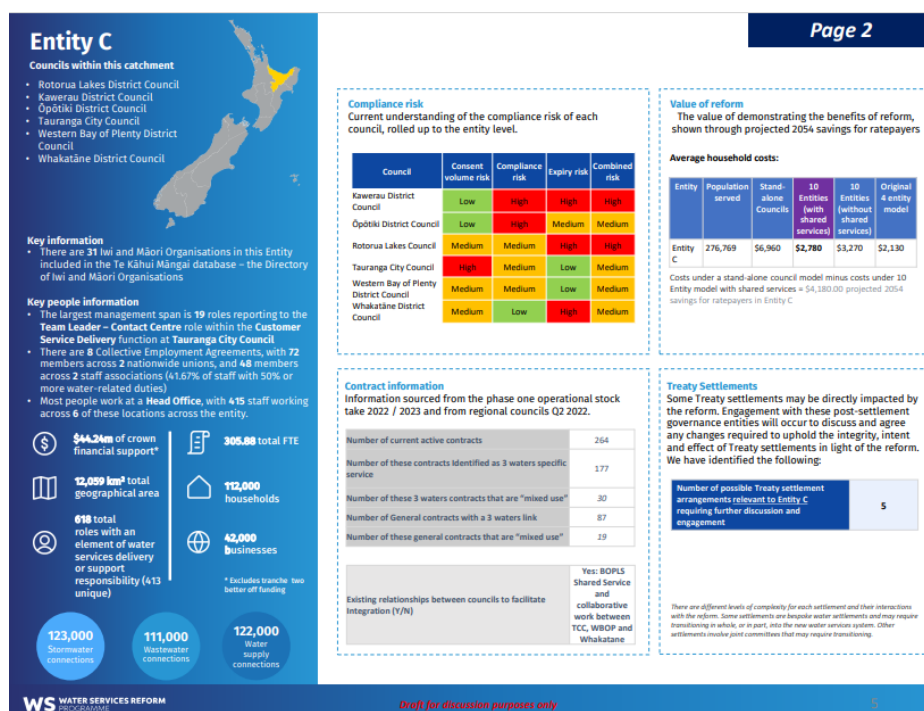 Page 2
Entity C
Councils within this catchment
• Rotorua Lakes District Council
• Kawerau District Council
• Ōpōtiki District Council
• Tauranga City Council
• Western Bay of Plenty District
Council
• Whakatāne District Council
Key information
• There are 31 Iwi and Māori Organisations in this Entity
included in the Te Kāhui Māngai database – the Directory
of Iwi and Māori Organisations
Key people information
• The largest management span is 19 roles reporting to the
Team Leader – Contact Centre role within the Customer
Service Delivery function at Tauranga City Council
• There are 8 Collective Employment Agreements, with 72
members across 2 nationwide unions, and 48 members
across 2 staff associations (41.67% of staff with 50% or
more water-related duties)
• Most people work at a Head Office, with 415 staff working
across 6 of these locations across the entity.
$44.24m of crown
financial support*
12,059 km² total
geographical area
618 total
roles with an
element of water
services delivery
or support
responsibility (413
unique)
305.88 total FTE
112,000
households
42,000
businesses
* Excludes tranche two
better off funding
123,000
Stormwater
connections
111,000
Wastewater
connections
122,000
Water
supply
connections
Compliance risk
Current understanding of the compliance risk of each
council, rolled up to the entity level.
Council Consent volume risk Compliance risk Expiry risk Combined risk
Kawerau District Council Low High High High
Ōpōtiki District Council Low High Medium Medium
Rotorua Lakes Council Medium Medium High High
Tauranga City Council High Medium Low Medium
Western Bay of Plenty District Council Medium Medium Low Medium
Whakatāne District Council Medium Low High Medium
Value of reform
The value of demonstrating the benefits of reform,
shown through projected 2054 savings for ratepayers
Average household costs:
Entity Population served Stand-alone Councils 10 Entities (with shared services) 10 Entities (without shared services) Original 4 entity model
Entity C 276,769 $6,960 $2,780 $3,270 $2,130
Costs under a stand-alone council model minus costs under 10
Entity model with shared services = $4,180.00 projected 2054
savings for ratepayers in Entity C
Contract information
Information sourced from the phase one operational stock
take 2022 / 2023 and from regional councils Q2 2022.
Number of current active contracts 264
Number of these contracts Identified as 3 waters specific
service 177
Number of these 3 waters contracts that are "mixed use" 30
Number of General contracts with a 3 waters link 87
Number of these general contracts that are "mixed use" 19
Existing relationships between councils to facilitate
Integration (Y/N)
Yes: BOPLS
Shared Service
and
collaborative
work between
TCC, WBOP and
Whakatane
Treaty Settlements
Some Treaty settlements may be directly impacted by
the reform. Engagement with these post-settlement
governance entities will occur to discuss and agree
any changes required to uphold the integrity, intent
and effect of Treaty settlements in light of the reform.
We have identified the following:
Number of possible Treaty settlement
arrangements relevant to Entity C
requiring further discussion and
engagement 5
There are different levels of complexity for each settlement and their interactions
with the reform. Some settlements are bespoke water settlements and may require
transitioning in whole, or in part, into the new water services system. Other
settlements involve joint committees that may require transitioning.
WS WATER SERVICES REFORM
PROGRAMME
Draft for discussion purposes only
5